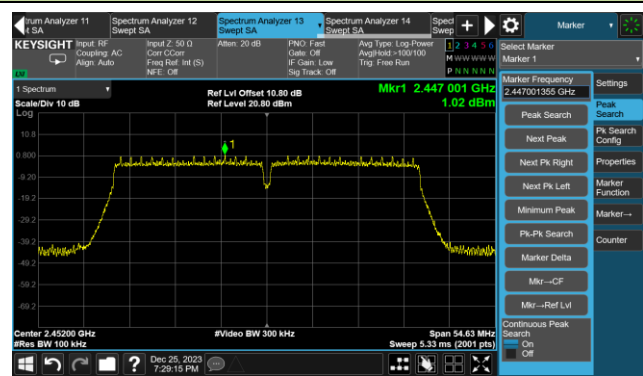 trum Analyzer 11
t SA
Spectrum Analyzer 12
Swept SA
Spectrum Analyzer 13
Swept SA
Spectrum Analyzer 14
Swept SA
Spec
Swep
Marker
KEYSIGHT
Input: RF
Coupling: AC
Align: Auto
Input Z: 50 Ω
Corr CCorr
Freq Ref: Int (S)
NFE: Off
Atten: 20 dB
PNO: Fast
Gate: Off
IF Gain: Low
Sig Track: Off
Avg Type: Log-Power
Avg|Hold:>100/100
Trig: Free Run
1 2 3 4 5 6
M W W W W W
P N N N N N
LXI
1 Spectrum
Scale/Div 10 dB
Log
Ref Lvl Offset 10.80 dB
Ref Level 20.80 dBm
Mkr1 2.447 001 GHz
1.02 dBm
10.8
0.800
-9.20
-19.2
-29.2
-39.2
-49.2
-59.2
-69.2
1
Center 2.45200 GHz
#Res BW 100 kHz
#Video BW 300 kHz
Span 54.63 MHz
Sweep 5.33 ms (2001 pts)
Dec 25, 2023
7:29:15 PM
Select Marker
Marker 1
Marker Frequency
2.447001355 GHz
Peak Search
Next Peak
Next Pk Right
Next Pk Left
Minimum Peak
Pk-Pk Search
Marker Delta
Mkr→CF
Mkr→Ref Lvl
Continuous Peak
Search
On
Off
Settings
Peak
Search
Pk Search
Config
Properties
Marker
Function
Marker→
Counter